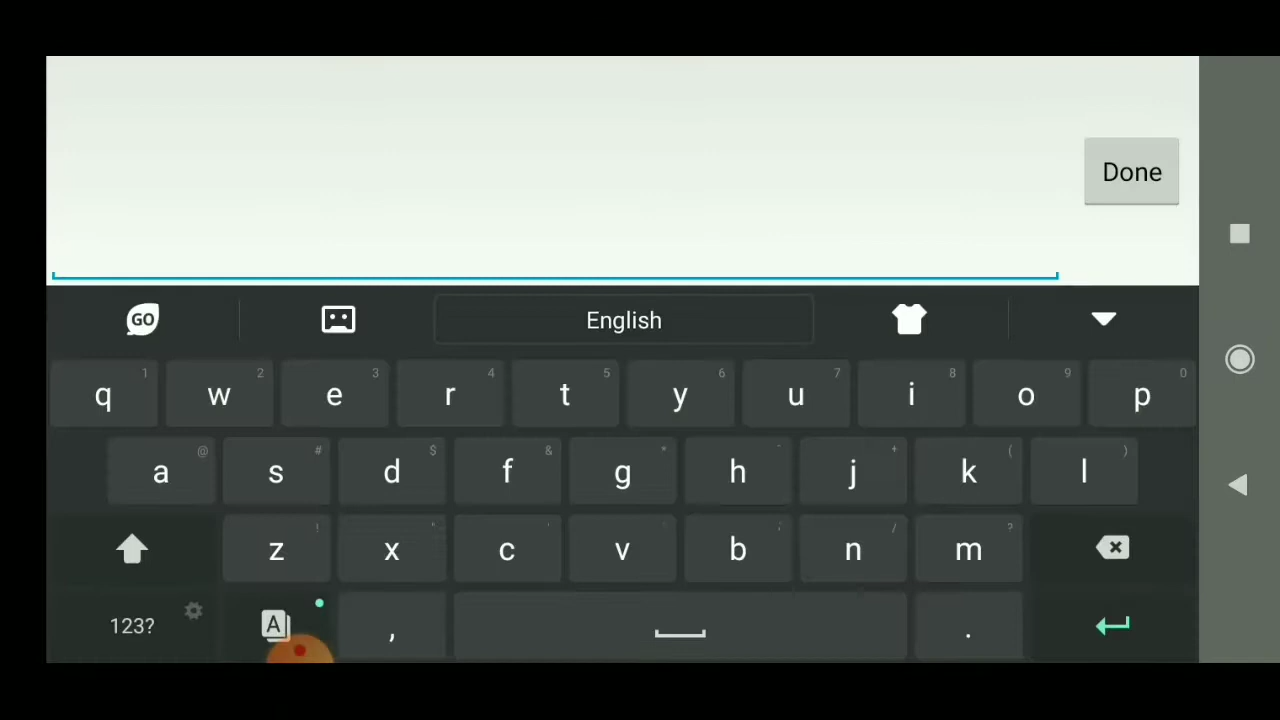 Done
GO English
q 1 w 2 e 3 r 4 t 5 y 6 u 7 i 8 o 9 p 0
a @ s # d $ f & g * h - j + k ( l )
z ! x " c ' v b n / m ?
123? A , .